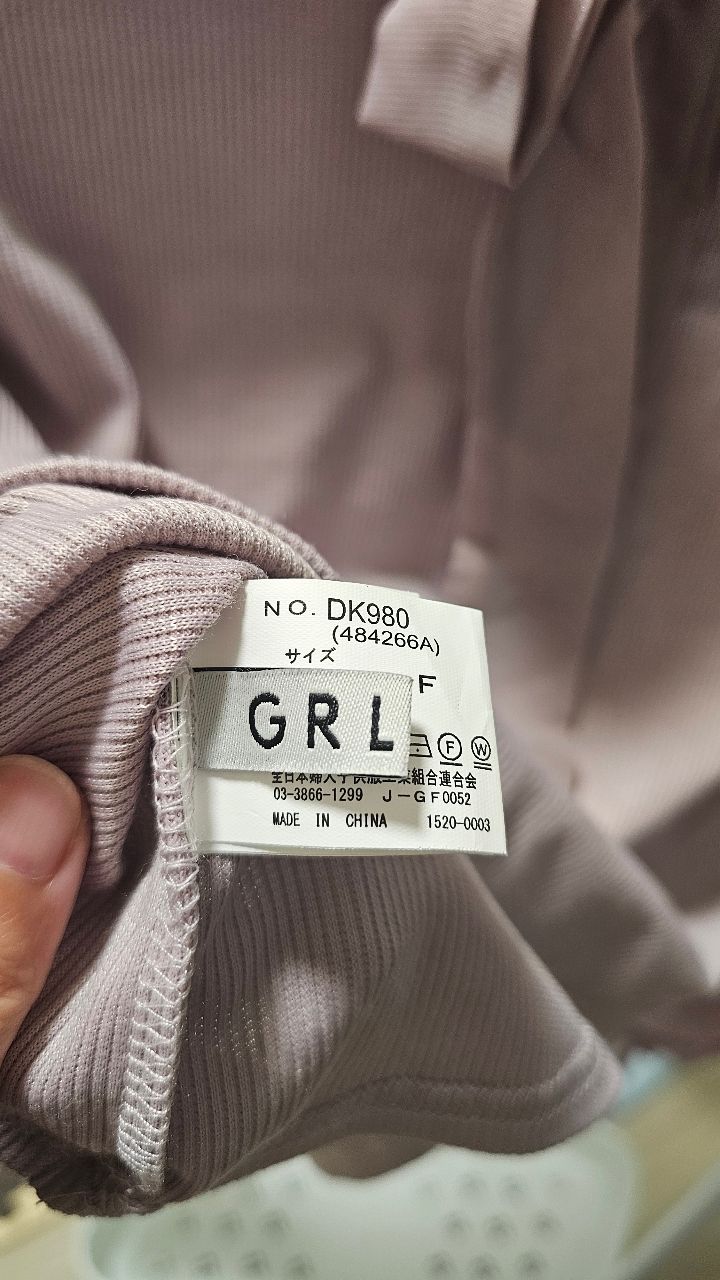 NO. DK980
(484266A)
サイズ
F
GRL
F W
全日本婦人子供服工業組合連合会
03-3866-1299 J-GF0052
MADE IN CHINA 1520-0003